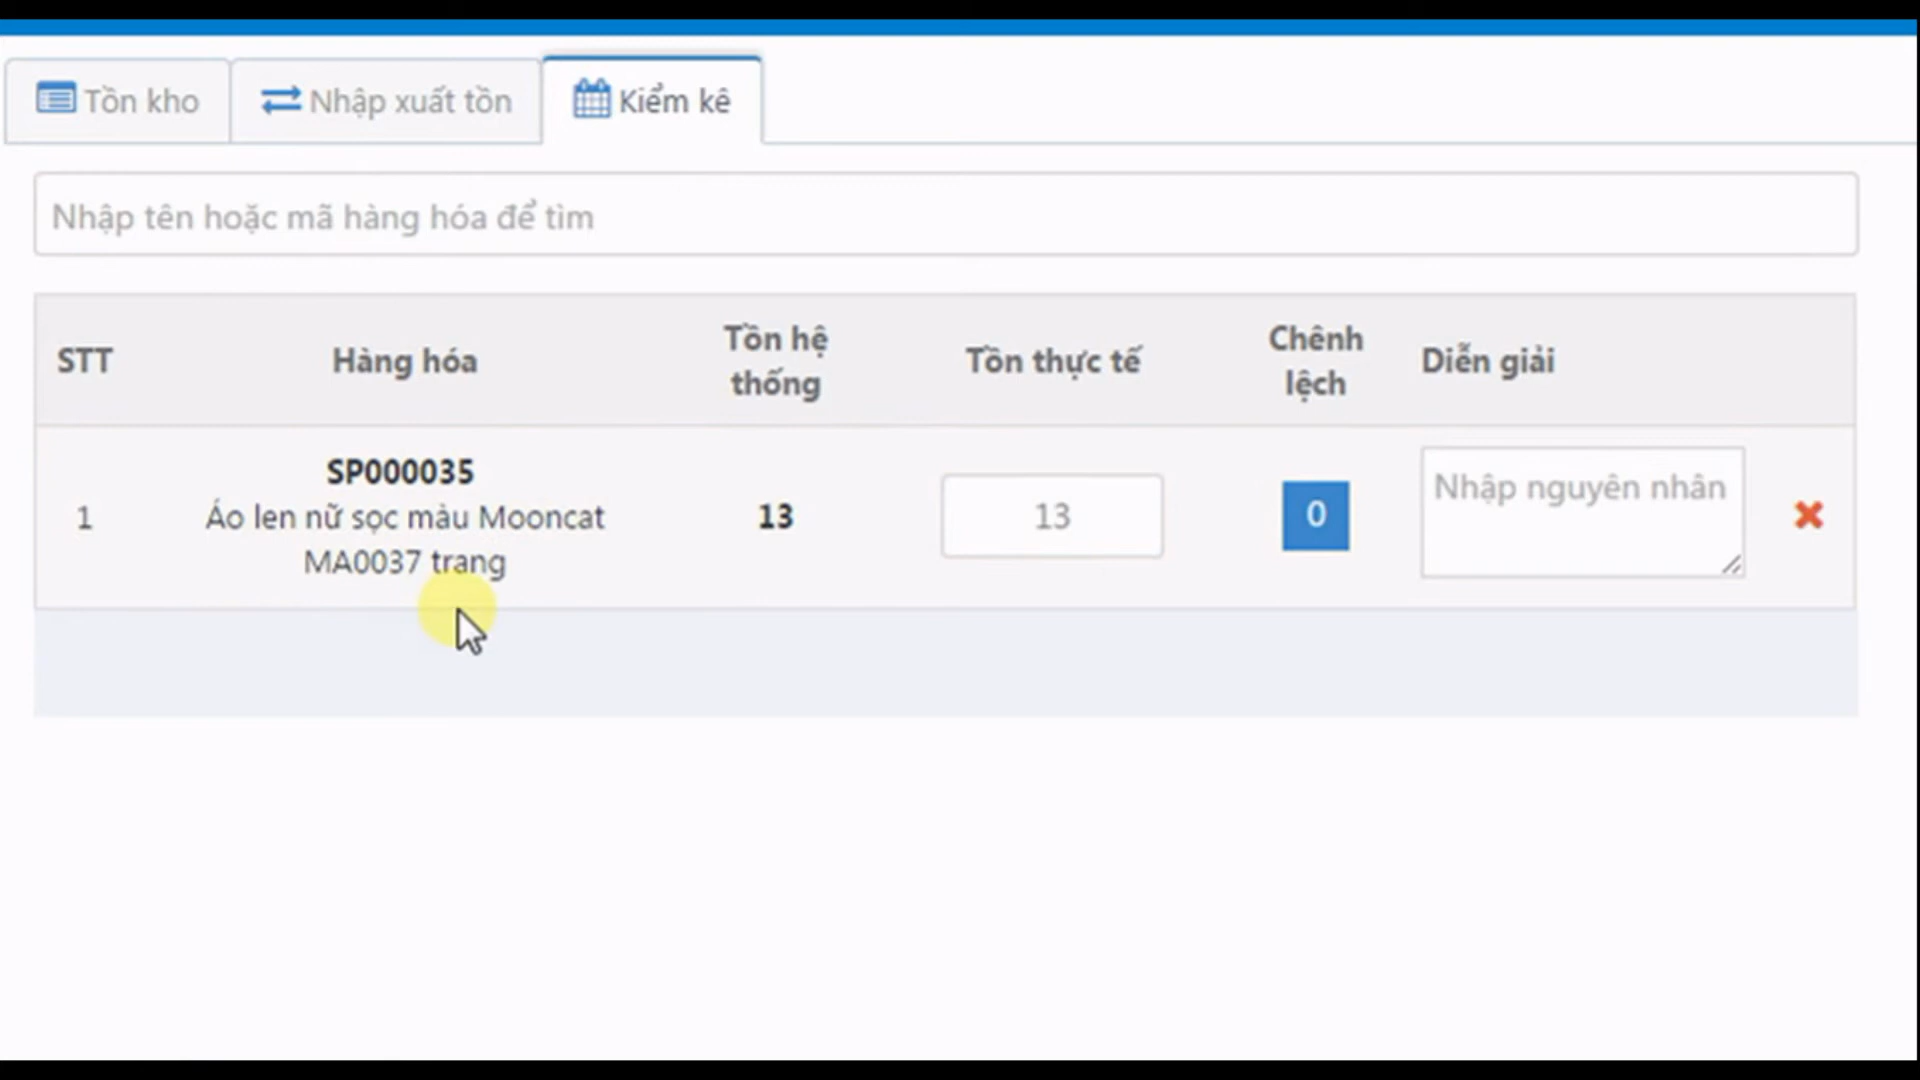 Tồn kho
Nhập xuất tồn
Kiểm kê
Nhập tên hoặc mã hàng hóa để tìm
STT
Hàng hóa
Tồn hệ
thống
Tồn thực tế
Chênh
lệch
Diễn giải
1
SP000035
Áo len nữ sọc màu Mooncat
MA0037 trang
13
13
0
Nhập nguyên nhân